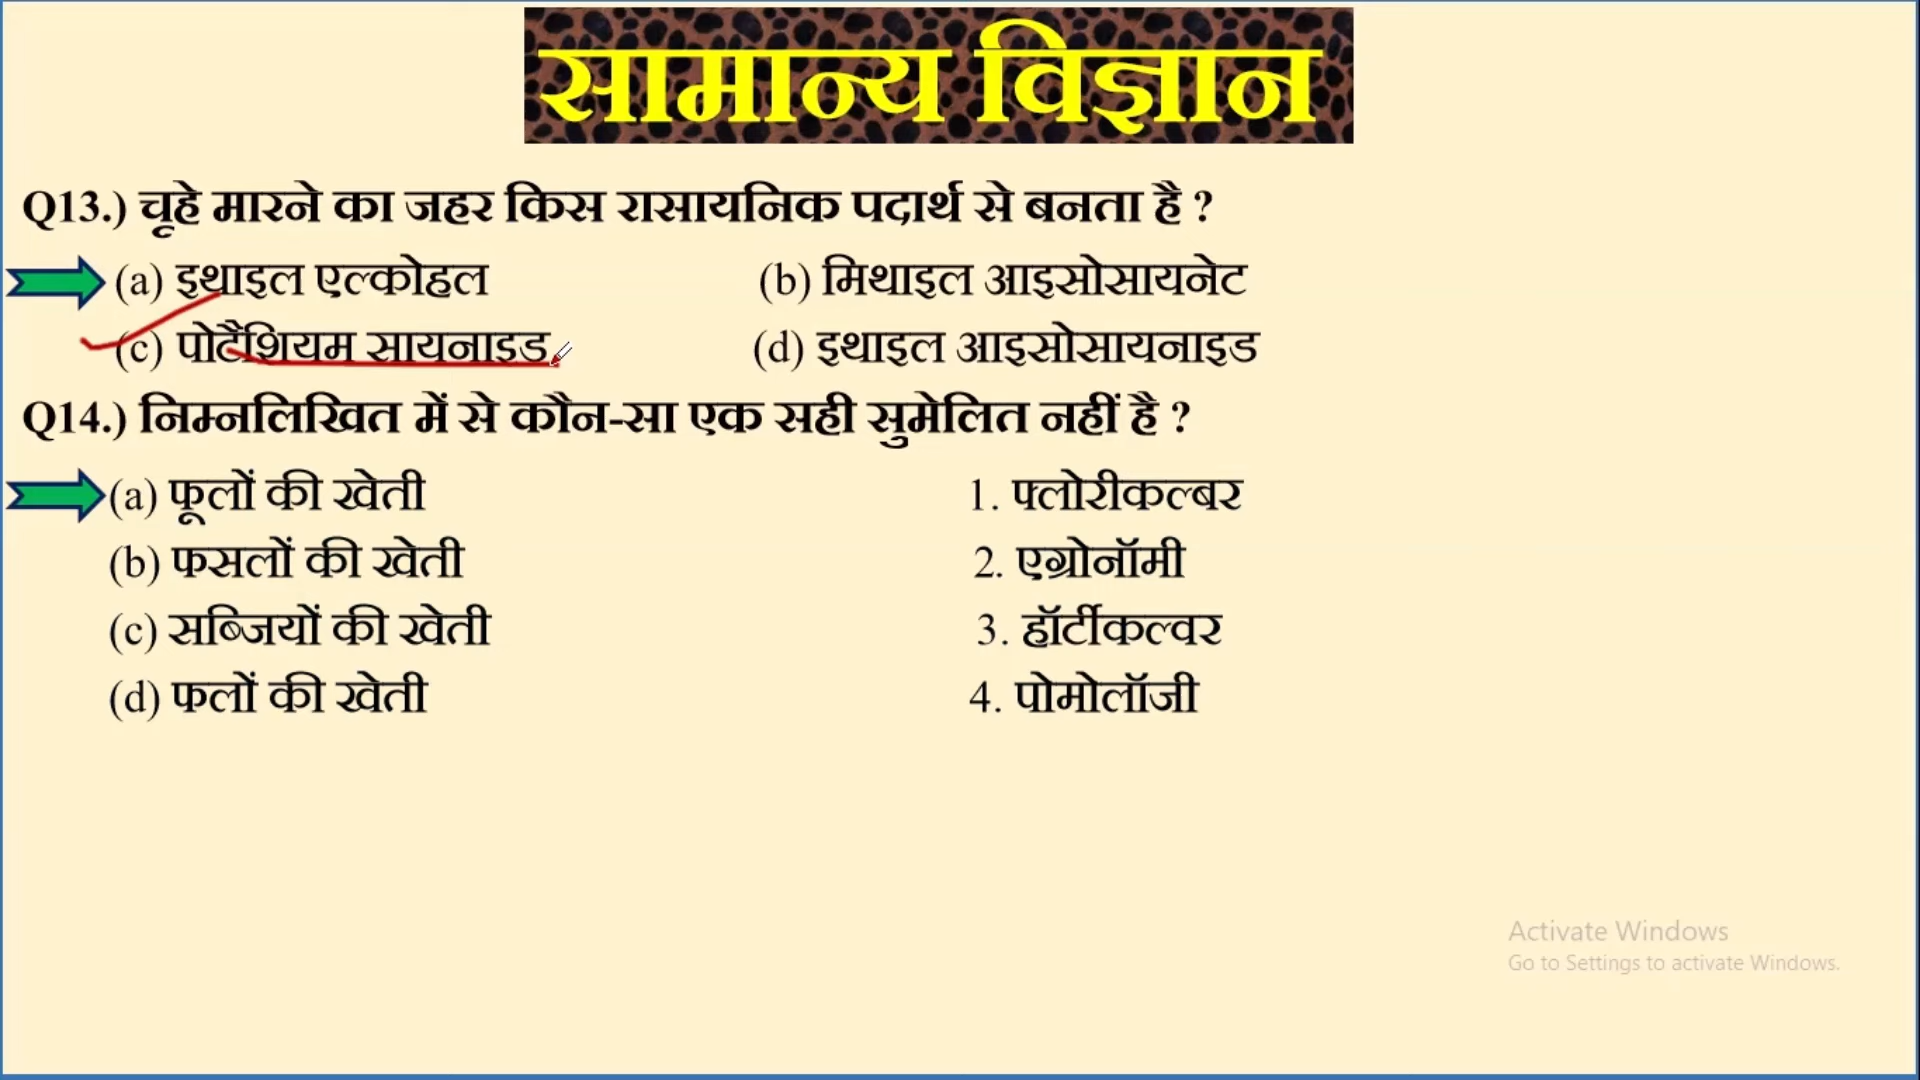 सामान्य विज्ञान
Q13.) चूहे मारने का जहर किस रासायनिक पदार्थ से बनता है ?
(a) इथाइल एल्कोहल (b) मिथाइल आइसोसायनेट
(c) पोटैशियम सायनाइड (d) इथाइल आइसोसायनाइड
Q14.) निम्नलिखित में से कौन-सा एक सही सुमेलित नहीं है ?
(a) फूलों की खेती 1. फ्लोरीकल्बर
(b) फसलों की खेती 2. एग्रोनॉमी
(c) सब्जियों की खेती 3. हॉर्टीकल्वर
(d) फलों की खेती 4. पोमोलॉजी
Activate Windows
Go to Settings to activate Windows.